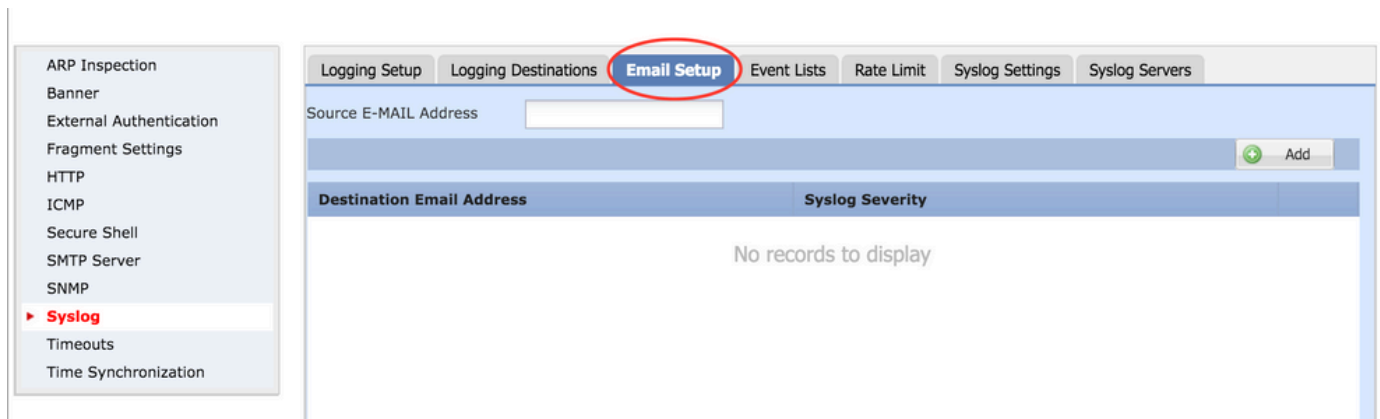 ARP Inspection
Banner
External Authentication
Fragment Settings
HTTP
ICMP
Secure Shell
SMTP Server
SNMP
Syslog
Timeouts
Time Synchronization
Logging Setup Logging Destinations Email Setup Event Lists Rate Limit Syslog Settings Syslog Servers
Source E-MAIL Address
Add
Destination Email Address Syslog Severity
No records to display